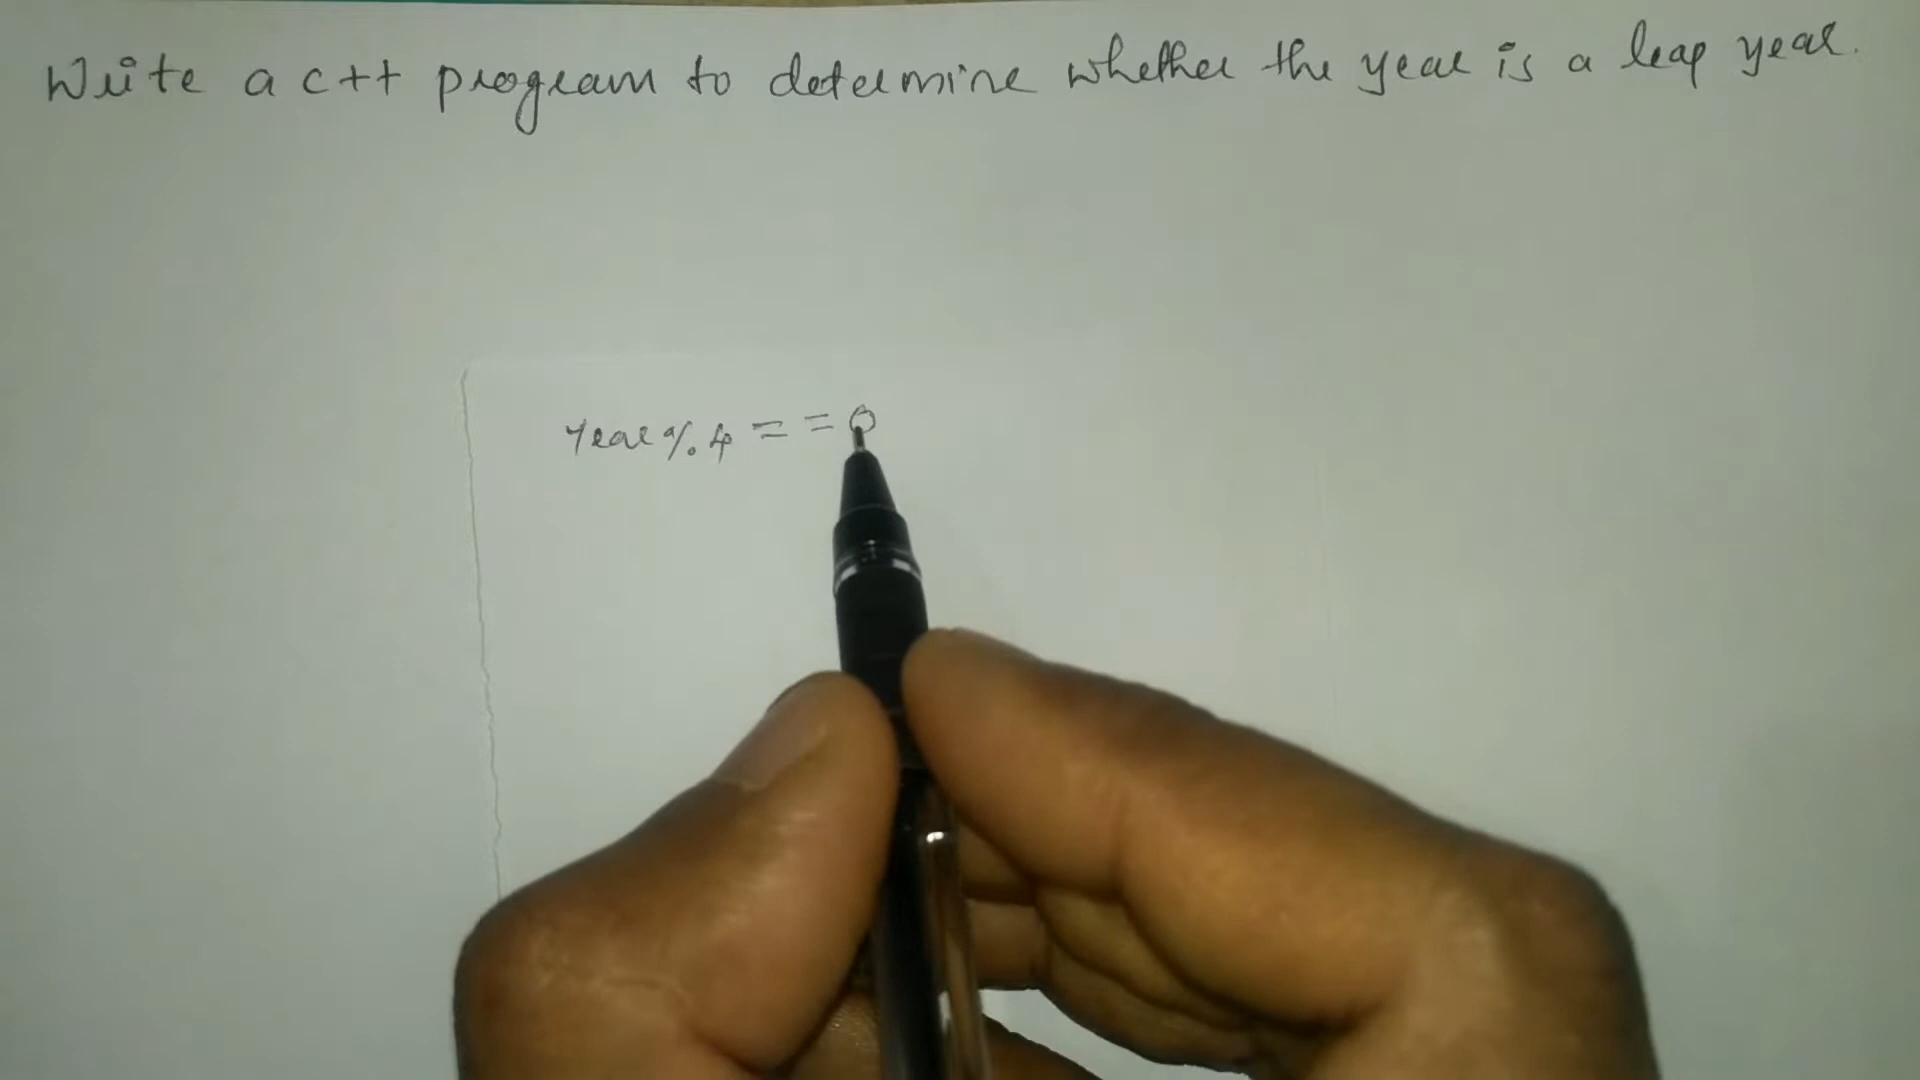 Write a c++ program to determine whether the year is a leap year.
Year % 4 = = 0